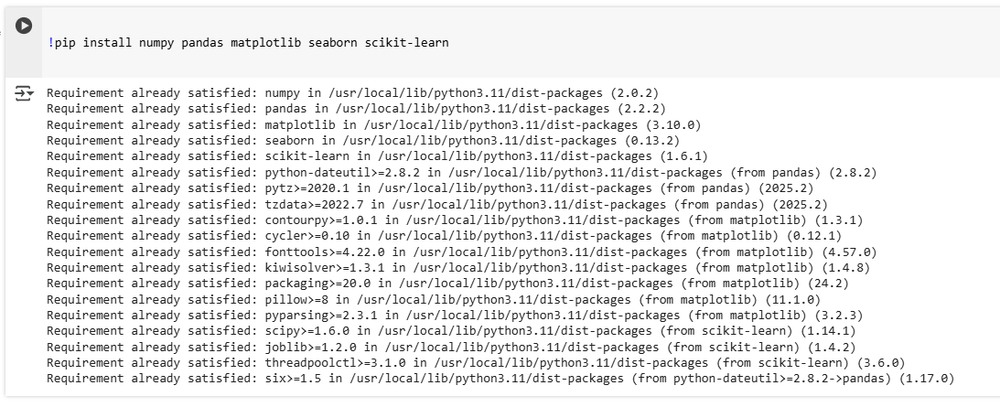 !pip install numpy pandas matplotlib seaborn scikit-learn
Requirement already satisfied: numpy in /usr/local/lib/python3.11/dist-packages (2.0.2)
Requirement already satisfied: pandas in /usr/local/lib/python3.11/dist-packages (2.2.2)
Requirement already satisfied: matplotlib in /usr/local/lib/python3.11/dist-packages (3.10.0)
Requirement already satisfied: seaborn in /usr/local/lib/python3.11/dist-packages (0.13.2)
Requirement already satisfied: scikit-learn in /usr/local/lib/python3.11/dist-packages (1.6.1)
Requirement already satisfied: python-dateutil>=2.8.2 in /usr/local/lib/python3.11/dist-packages (from pandas) (2.8.2)
Requirement already satisfied: pytz>=2020.1 in /usr/local/lib/python3.11/dist-packages (from pandas) (2025.2)
Requirement already satisfied: tzdata>=2022.7 in /usr/local/lib/python3.11/dist-packages (from pandas) (2025.2)
Requirement already satisfied: contourpy>=1.0.1 in /usr/local/lib/python3.11/dist-packages (from matplotlib) (1.3.1)
Requirement already satisfied: cycler>=0.10 in /usr/local/lib/python3.11/dist-packages (from matplotlib) (0.12.1)
Requirement already satisfied: fonttools>=4.22.0 in /usr/local/lib/python3.11/dist-packages (from matplotlib) (4.57.0)
Requirement already satisfied: kiwisolver>=1.3.1 in /usr/local/lib/python3.11/dist-packages (from matplotlib) (1.4.8)
Requirement already satisfied: packaging>=20.0 in /usr/local/lib/python3.11/dist-packages (from matplotlib) (24.2)
Requirement already satisfied: pillow>=8 in /usr/local/lib/python3.11/dist-packages (from matplotlib) (11.1.0)
Requirement already satisfied: pyparsing>=2.3.1 in /usr/local/lib/python3.11/dist-packages (from matplotlib) (3.2.3)
Requirement already satisfied: scipy>=1.6.0 in /usr/local/lib/python3.11/dist-packages (from scikit-learn) (1.14.1)
Requirement already satisfied: joblib>=1.2.0 in /usr/local/lib/python3.11/dist-packages (from scikit-learn) (1.4.2)
Requirement already satisfied: threadpoolctl>=3.1.0 in /usr/local/lib/python3.11/dist-packages (from scikit-learn) (3.6.0)
Requirement already satisfied: six>=1.5 in /usr/local/lib/python3.11/dist-packages (from python-dateutil>=2.8.2->pandas) (1.17.0)